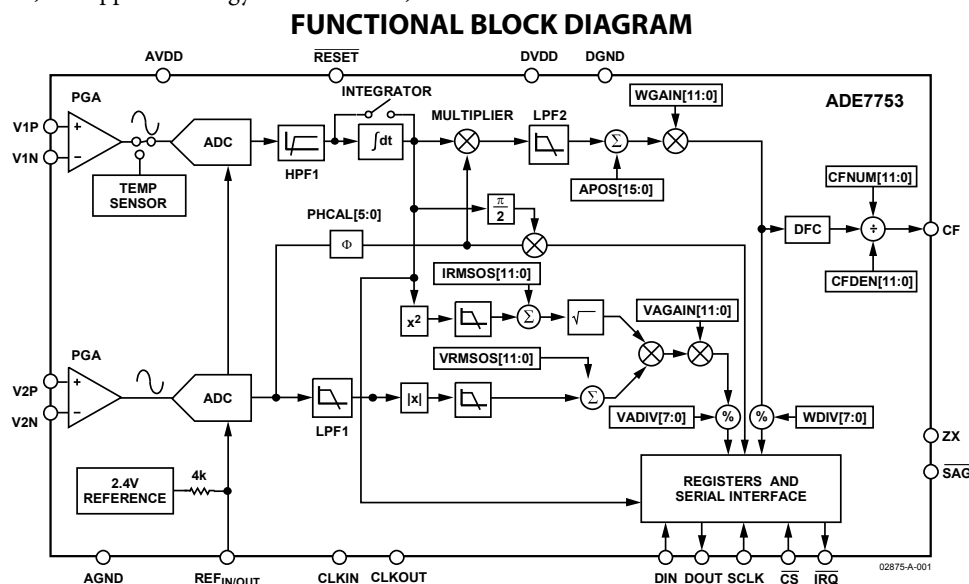 FUNCTIONAL BLOCK DIAGRAM
AVDD
RESET
DVDD
DGND
INTEGRATOR
WGAIN[11:0]
ADE7753
PGA
MULTIPLIER
LPF2
V1P
+
V1N
−
ADC
HPF1
∫dt
Σ
TEMP
SENSOR
APOS[15:0]
CFNUM[11:0]
PHCAL[5:0]
π
2
DFC
÷
CF
Φ
IRMSOS[11:0]
CFDEN[11:0]
x²
Σ
√
VAGAIN[11:0]
PGA
VRMSOS[11:0]
V2P
+
V2N
−
ADC
LPF1
|x|
Σ
VADIV[7:0]
%
%
WDIV[7:0]
ZX
SAG
2.4V
REFERENCE
4k
REGISTERS AND
SERIAL INTERFACE
AGND
REFIN/OUT
CLKIN
CLKOUT
DIN
DOUT
SCLK
CS
IRQ
02875-A-001